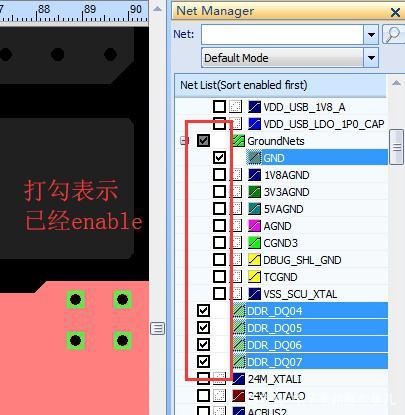 87 88 89 90
Net Manager
Net:
Default Mode
Net List(Sort enabled first)
VDD_USB_1V8_A
VDD_USB_LDO_1P0_CAP
GroundNets
GND
1V8AGND
3V3AGND
5VAGND
AGND
CGND3
DBUG_SHL_GND
TCGND
VSS_SCU_XTAL
DDR_DQ04
DDR_DQ05
DDR_DQ06
DDR_DQ07
24M_XTALI
24M_XTALO
ACBUS2
打勾表示
已经enable